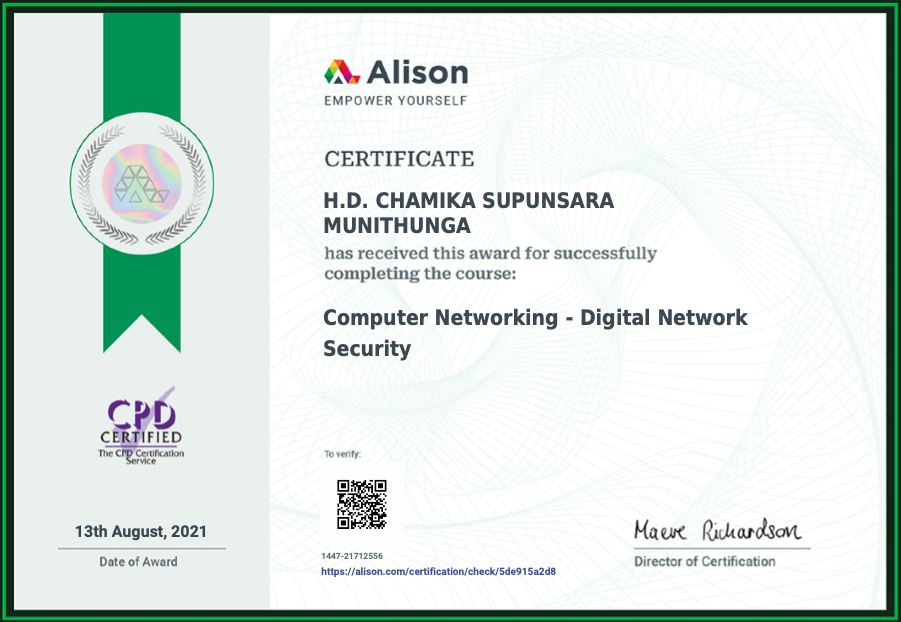 Alison
EMPOWER YOURSELF
CERTIFICATE
H.D. CHAMIKA SUPUNSARA
MUNITHUNGA
has received this award for successfully
completing the course:
Computer Networking - Digital Network
Security
CPD
CERTIFIED
The CPD Certification
Service
To verify:
13th August, 2021
Date of Award
1447-21712556
https://alison.com/certification/check/5de915a2d8
Maeve Richardson
Director of Certification